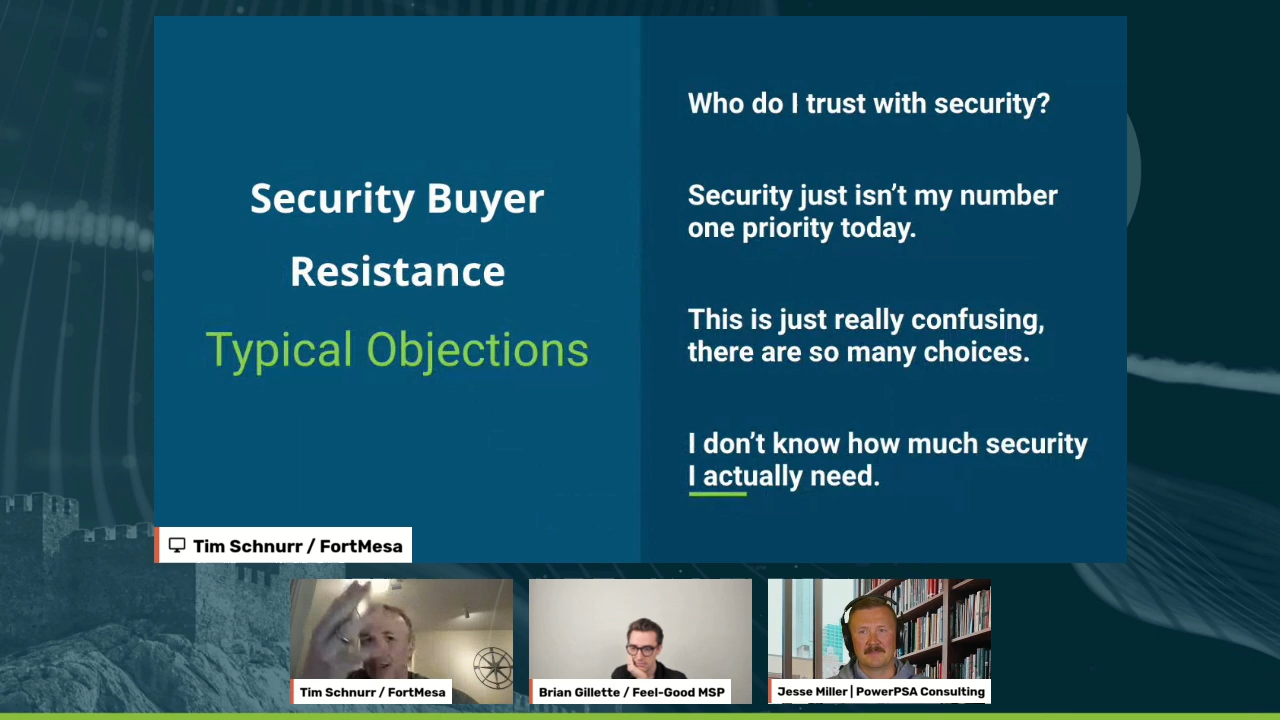 Security Buyer
Resistance
Typical Objections
Who do I trust with security?
Security just isn’t my number
one priority today.
This is just really confusing,
there are so many choices.
I don’t know how much security
I actually need.
Tim Schnurr / FortMesa
Tim Schnurr / FortMesa
Brian Gillette / Feel-Good MSP
Jesse Miller | PowerPSA Consulting